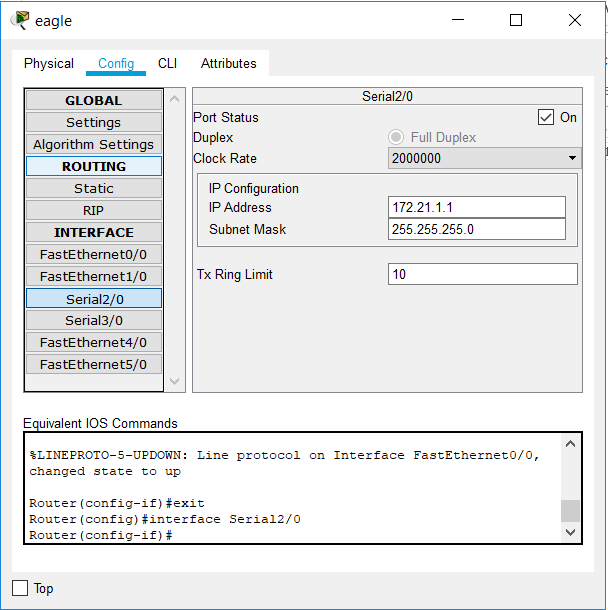 eagle
Physical Config CLI Attributes
GLOBAL
Settings
Algorithm Settings
ROUTING
Static
RIP
INTERFACE
FastEthernet0/0
FastEthernet1/0
Serial2/0
Serial3/0
FastEthernet4/0
FastEthernet5/0
Serial2/0
Port Status On
Duplex Full Duplex
Clock Rate 2000000
IP Configuration
IP Address 172.21.1.1
Subnet Mask 255.255.255.0
Tx Ring Limit 10
Equivalent IOS Commands
%LINEPROTO-5-UPDOWN: Line protocol on Interface FastEthernet0/0,
changed state to up
Router(config-if)#exit
Router(config)#interface Serial2/0
Router(config-if)#
Top